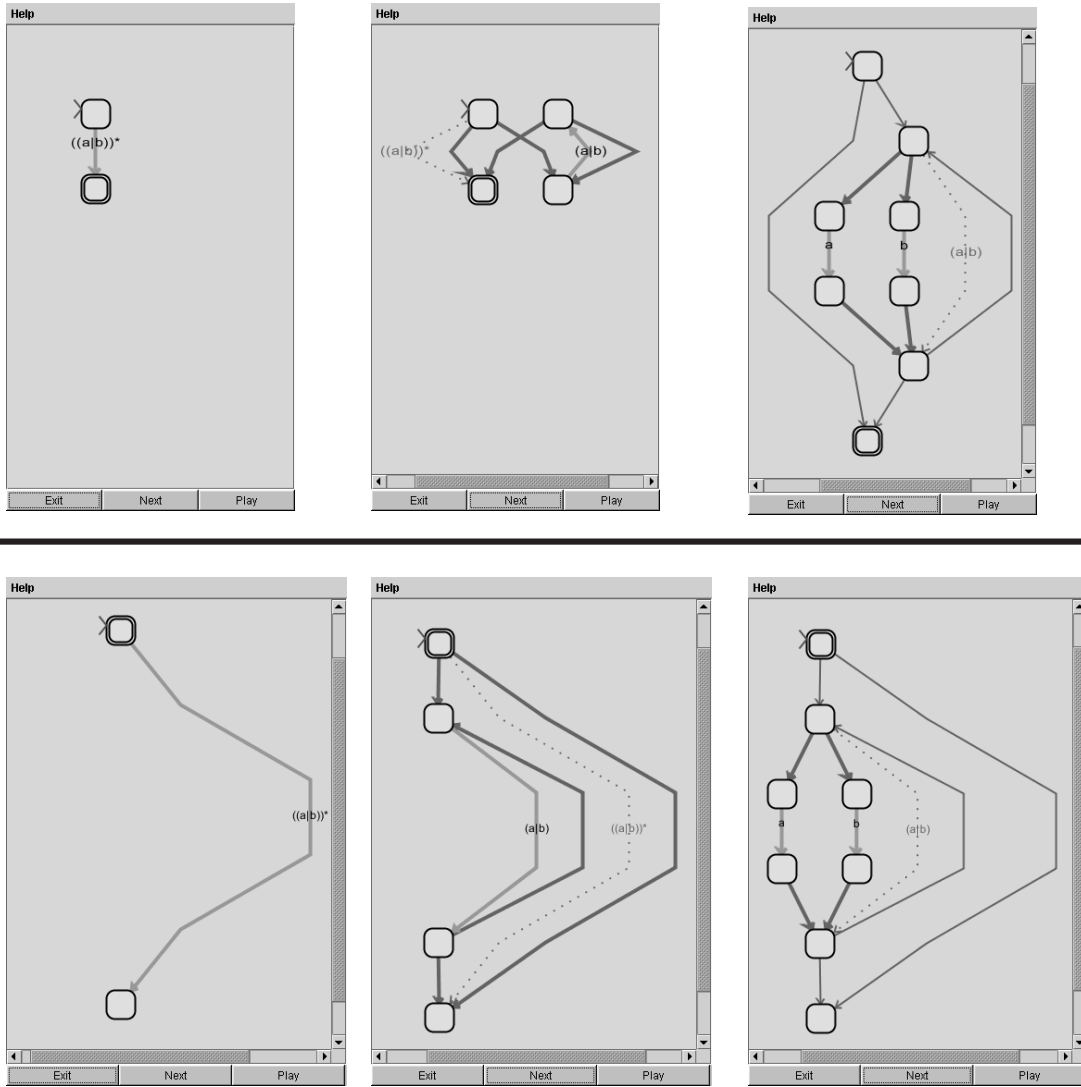 Help
((a|b))*
Exit Next Play
Help
((a|b))* (a|b)
Exit Next Play
Help
a b (a|b)
Exit Next Play
Help
((a|b))*
Exit Next Play
Help
(a|b) ((a|b))*
Exit Next Play
Help
a b (a|b)
Exit Next Play